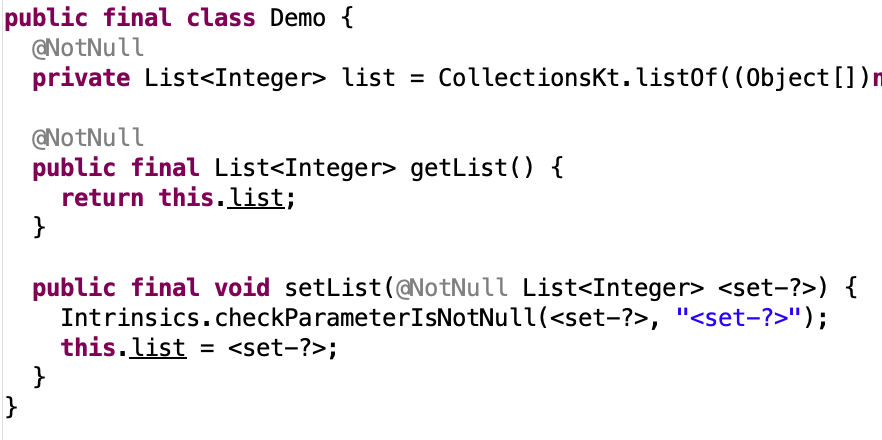 public final class Demo {
@NotNull
private List<Integer> list = CollectionsKt.listOf((Object[])n
@NotNull
public final List<Integer> getList() {
return this.list;
}
public final void setList(@NotNull List<Integer> <set-?>) {
Intrinsics.checkParameterIsNotNull(<set-?>, "<set-?>");
this.list = <set-?>;
}
}